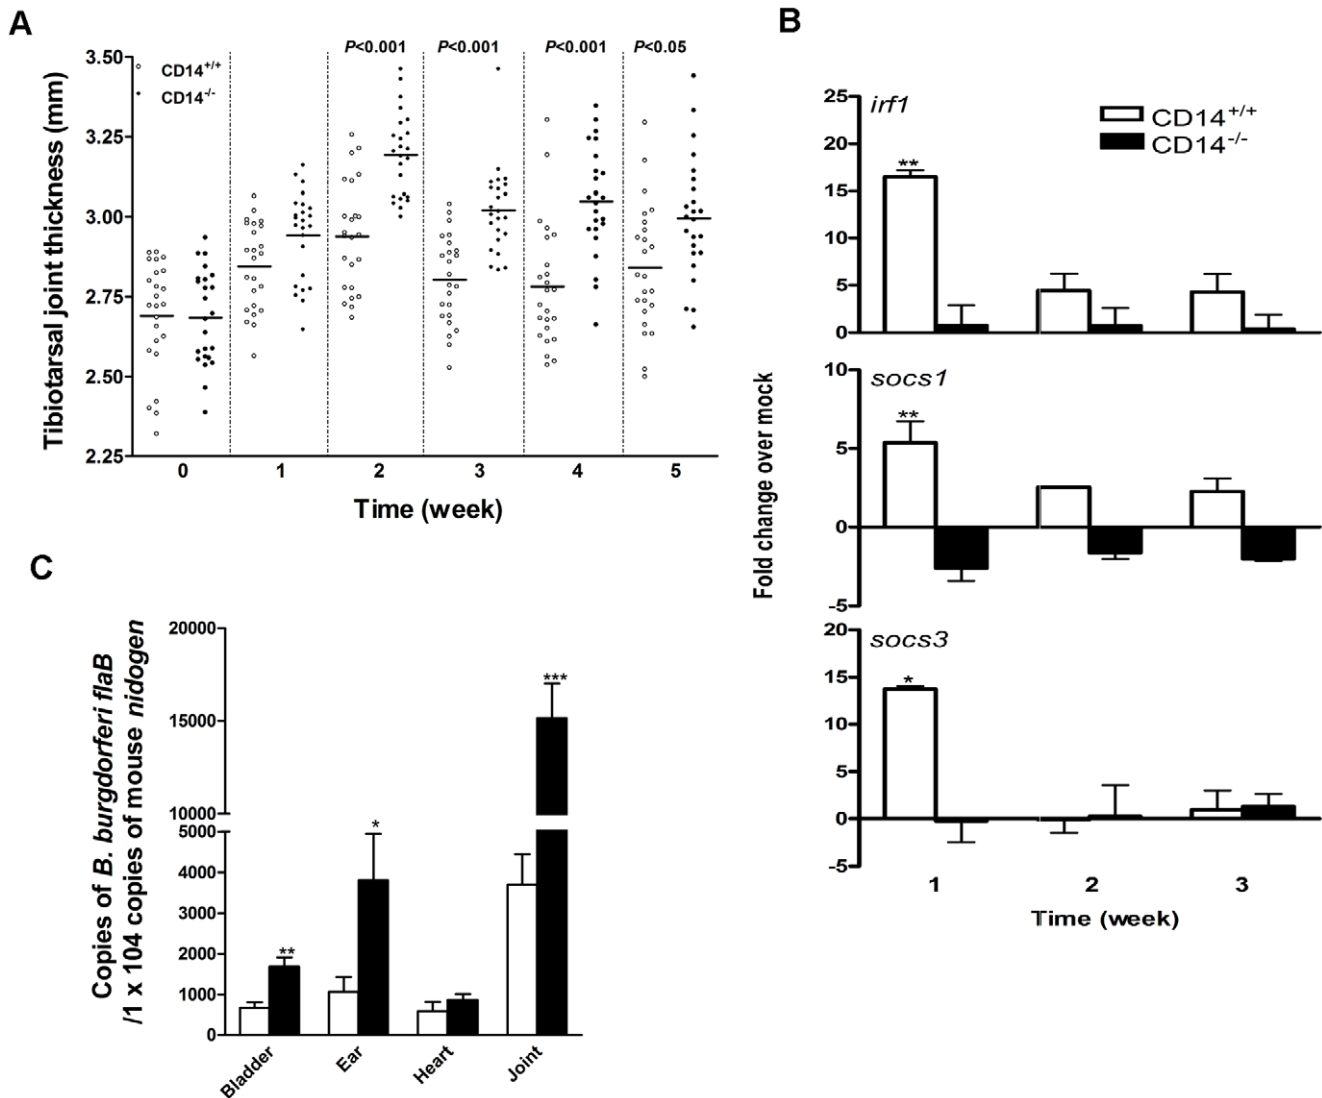 A
P<0.001 P<0.001 P<0.001 P<0.05
3.50
3.25
3.00
2.75
2.50
2.25
CD14+/+
CD14-/-
Tibiotarsal joint thickness (mm)
0 1 2 3 4 5
Time (week)
B
CD14+/+
CD14-/-
Fold change over mock
irf1
25
20
15
10
5
0
**
socs1
10
5
0
-5
**
socs3
20
15
10
5
0
-5
*
1 2 3
Time (week)
C
Copies of B. burgdorferi flaB
/1 x 104 copies of mouse nidogen
20000
15000
10000
5000
4000
3000
2000
1000
0
**
*
***
Bladder
Ear
Heart
Joint